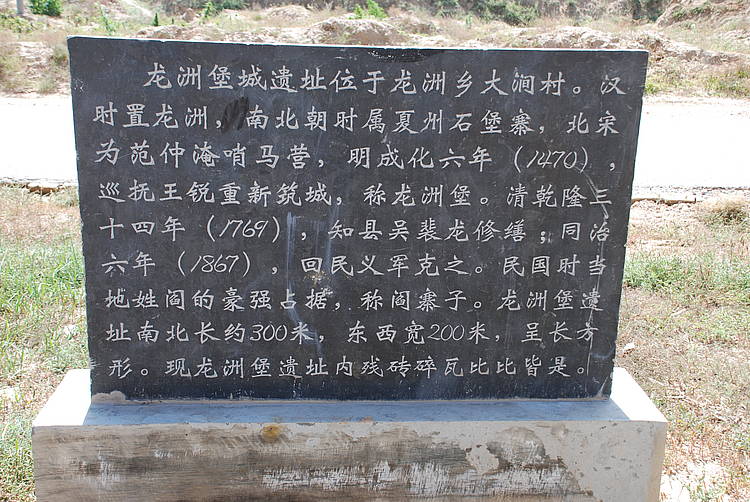 龙洲堡城遗址位于龙洲乡大涧村。汉
时置龙洲，南北朝时属夏州石堡寨，北宋
为范仲淹哨马营，明成化六年（1470），
巡抚王锐重新筑城，称龙洲堡。清乾隆三
十四年（1769），知县吴裴龙修缮；同治
六年（1867），回民义军克之。民国时当
地姓阎的豪强占据，称阎寨子。龙洲堡遗
址南北长约300米，东西宽200米，呈长方
形。现龙洲堡遗址内残砖碎瓦比比皆是。